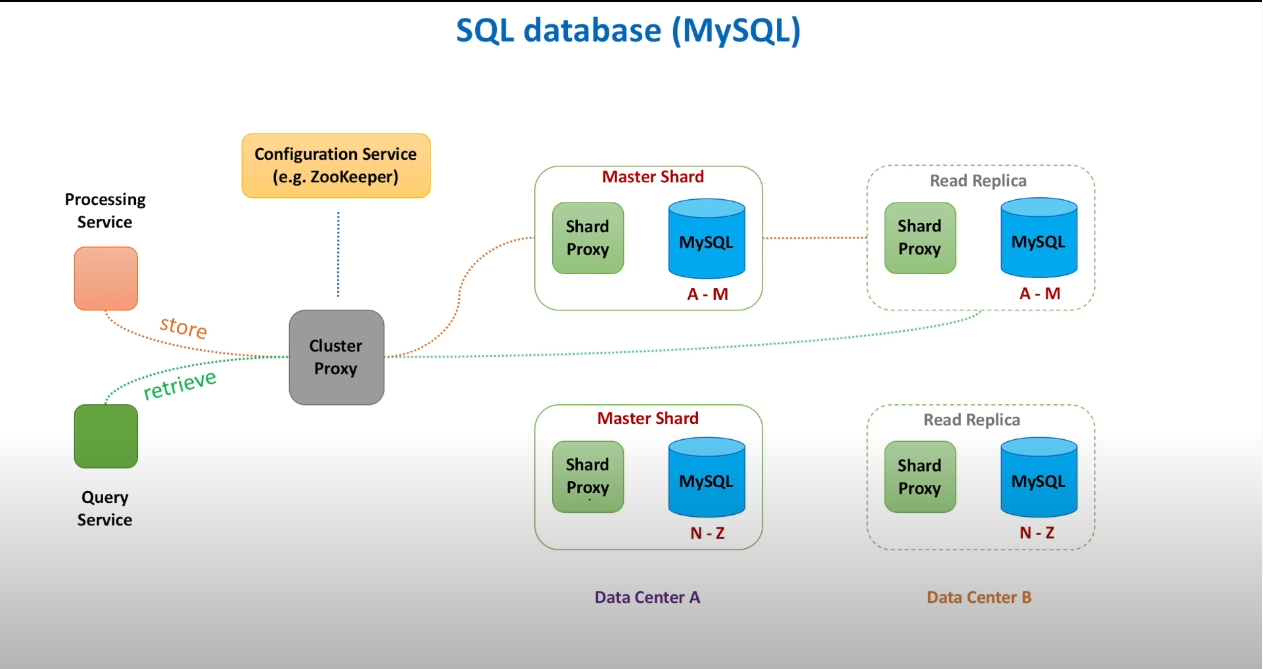 SQL database (MySQL)
Configuration Service
(e.g. ZooKeeper)
Processing
Service
store
retrieve
Query
Service
Cluster
Proxy
Master Shard
Shard
Proxy
MySQL
A - M
Read Replica
Shard
Proxy
MySQL
A - M
Master Shard
Shard
Proxy
MySQL
N - Z
Read Replica
Shard
Proxy
MySQL
N - Z
Data Center A
Data Center B